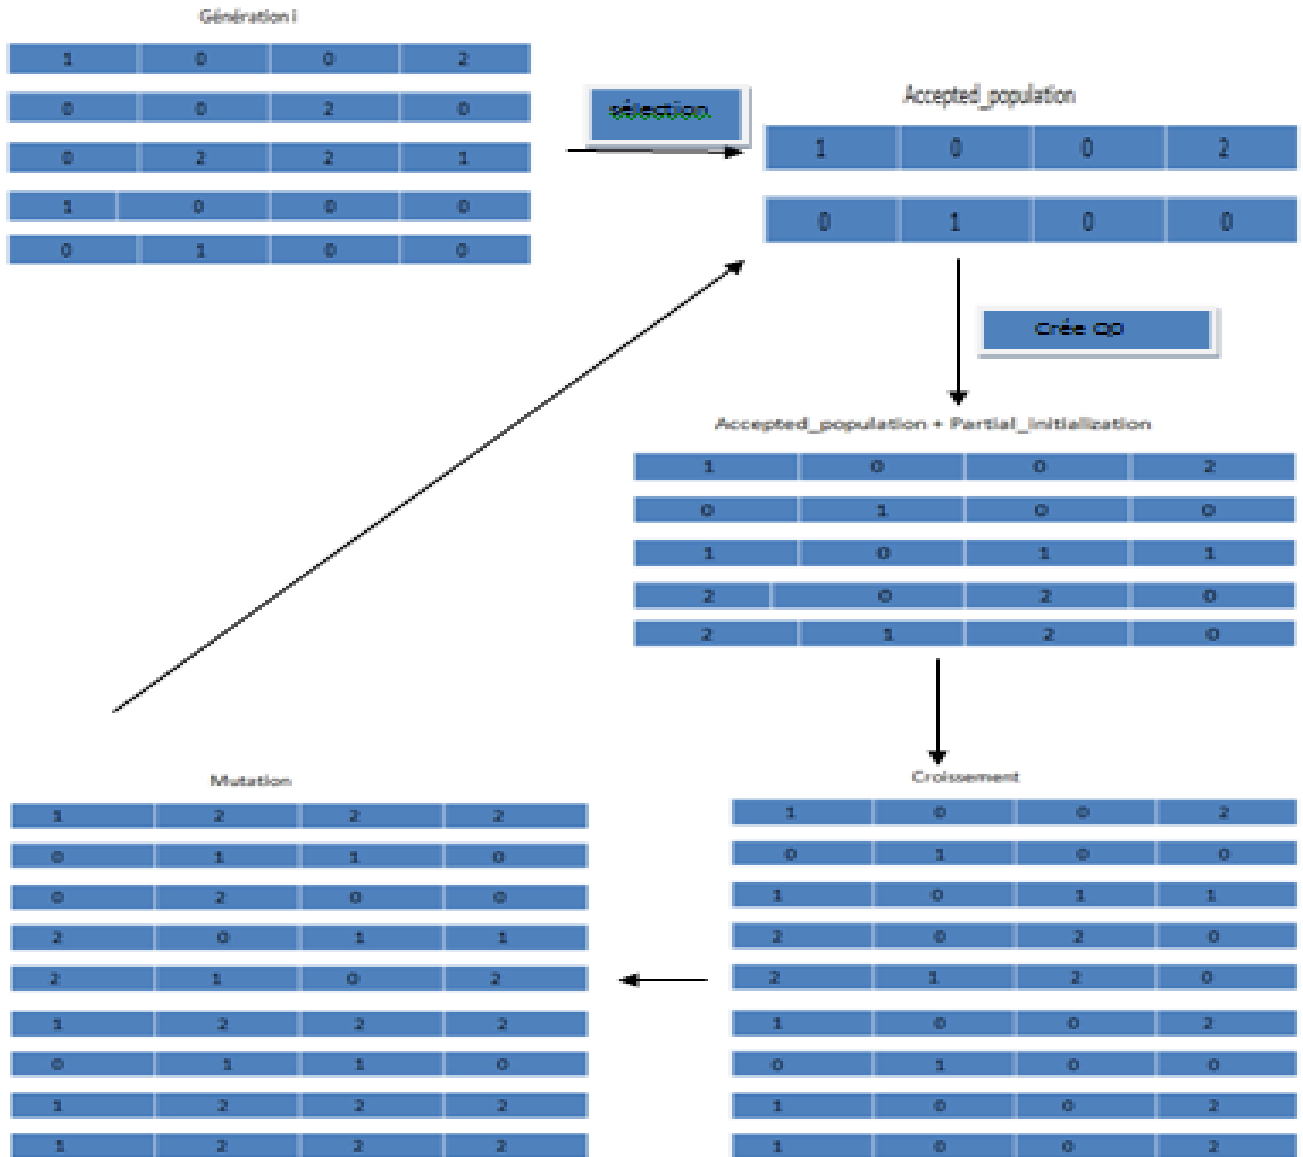 Génération i
1 0 0 2
0 0 2 0
0 2 2 1
1 0 0 0
0 1 0 0
sélection
Accepted_population
1 0 0 2
0 1 0 0
Crée OP
Accepted_population + Partial_initialization
1 0 0 2
0 1 0 0
1 0 1 1
2 0 2 0
2 1 2 0
Croissement
1 0 0 2
0 1 0 0
1 0 1 1
2 0 2 0
2 1 2 0
1 0 0 2
0 1 0 0
1 0 0 2
1 0 0 2
Mutation
1 2 2 2
0 1 1 0
0 2 0 0
2 0 1 1
2 1 0 2
1 2 2 2
0 1 1 0
1 2 2 2
1 2 2 2